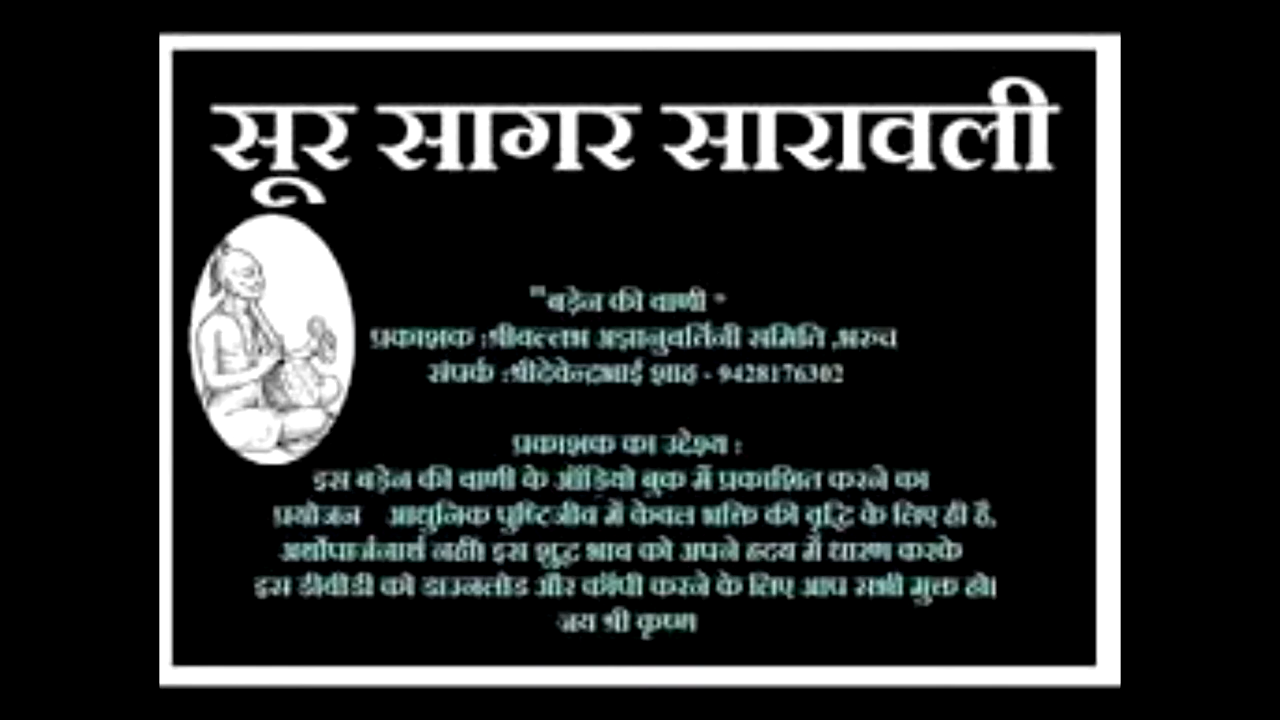 सूर सागर सारावली
"बड़ेन की वाणी "
प्रकाशक :श्रीवल्लभ अज्ञानुवर्तिनी समिति ,भरुच
संपर्क :श्रीदेवेन्द्रभाई शाह - 9428176302
प्रकाशक का उद्देश्य :
इस बड़ेन की वाणी के ऑडियो बुक में प्रकाशित करने का
प्रयोजन आधुनिक पुष्टिजीव में केवल भक्ति की वृद्धि के लिए ही है,
अर्थोपार्जनार्थ नहीं। इस शुद्ध भाव को अपने हृदय में धारण करके
इस डीवीडी को डाउनलोड और कॉपी करने के लिए आप सभी मुक्त हो।
जय श्री कृष्ण